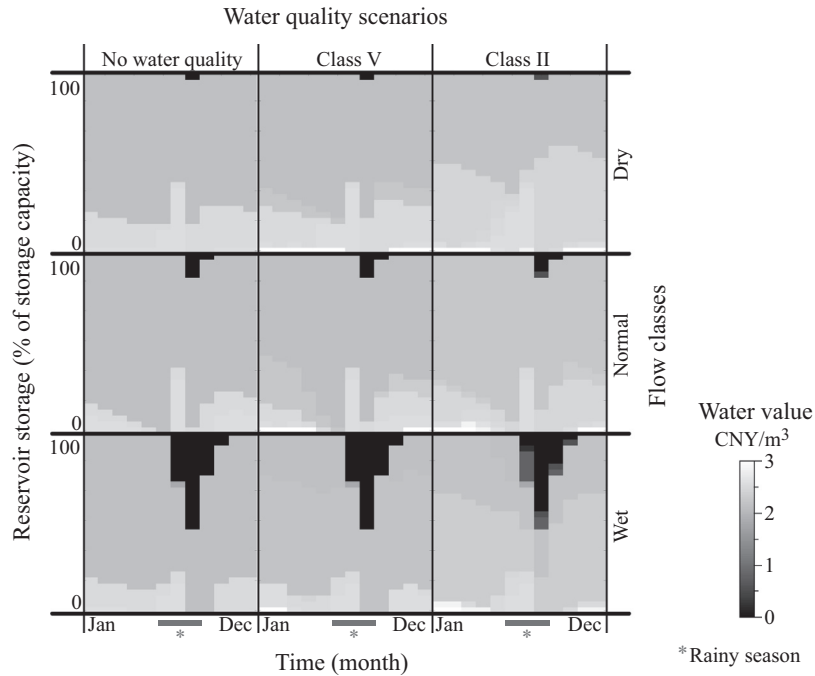 Water quality scenarios
No water quality Class V Class II
Reservoir storage (% of storage capacity)
100
0
Dry
100
0
Normal
100
0
Wet
Flow classes
Jan Dec Jan Dec Jan Dec
* * *
Time (month)
Water value
CNY/m³
3
2
1
0
*Rainy season